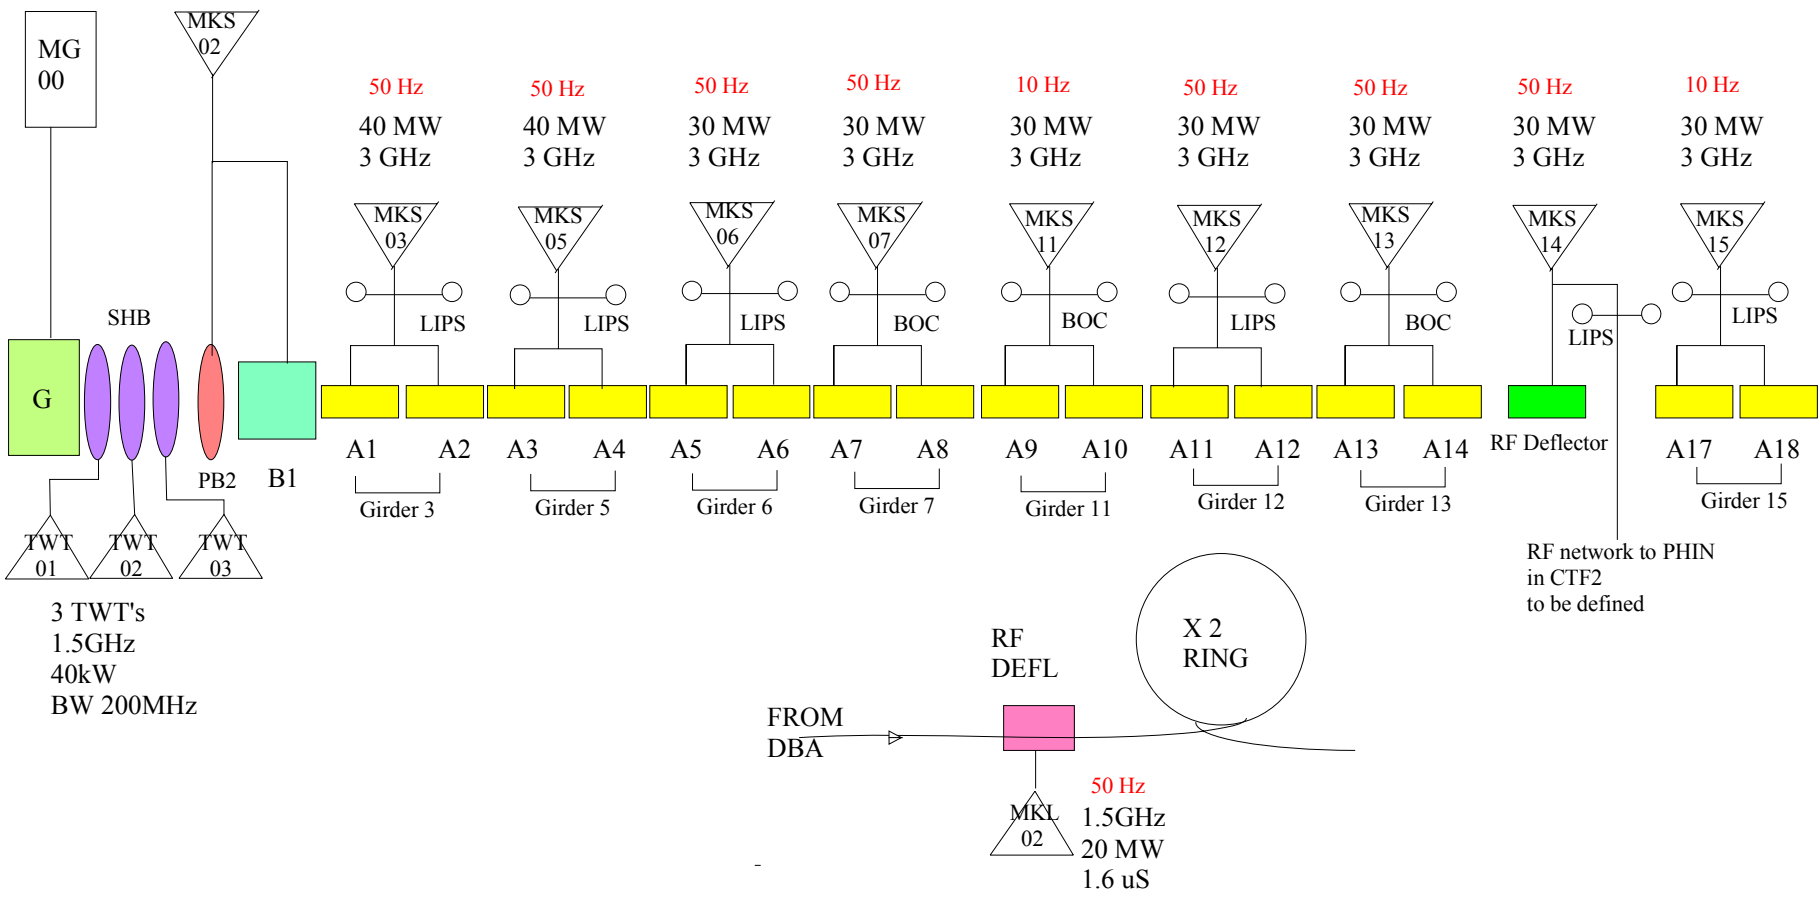 MG
00
MKS
02
50 Hz
40 MW
3 GHz
50 Hz
40 MW
3 GHz
50 Hz
30 MW
3 GHz
50 Hz
30 MW
3 GHz
10 Hz
30 MW
3 GHz
50 Hz
30 MW
3 GHz
50 Hz
30 MW
3 GHz
50 Hz
30 MW
3 GHz
10 Hz
30 MW
3 GHz
MKS
03
MKS
05
MKS
06
MKS
07
MKS
11
MKS
12
MKS
13
MKS
14
MKS
15
SHB
LIPS
LIPS
LIPS
BOC
BOC
LIPS
BOC
LIPS
LIPS
G
PB2
B1
A1
A2
A3
A4
A5
A6
A7
A8
A9
A10
A11
A12
A13
A14
RF Deflector
A17
A18
Girder 3
Girder 5
Girder 6
Girder 7
Girder 11
Girder 12
Girder 13
Girder 15
TWT
01
TWT
02
TWT
03
3 TWT's
1.5GHz
40kW
BW 200MHz
RF network to PHIN
in CTF2
to be defined
RF
DEFL
X 2
RING
FROM
DBA
MKL
02
50 Hz
1.5GHz
20 MW
1.6 uS
-